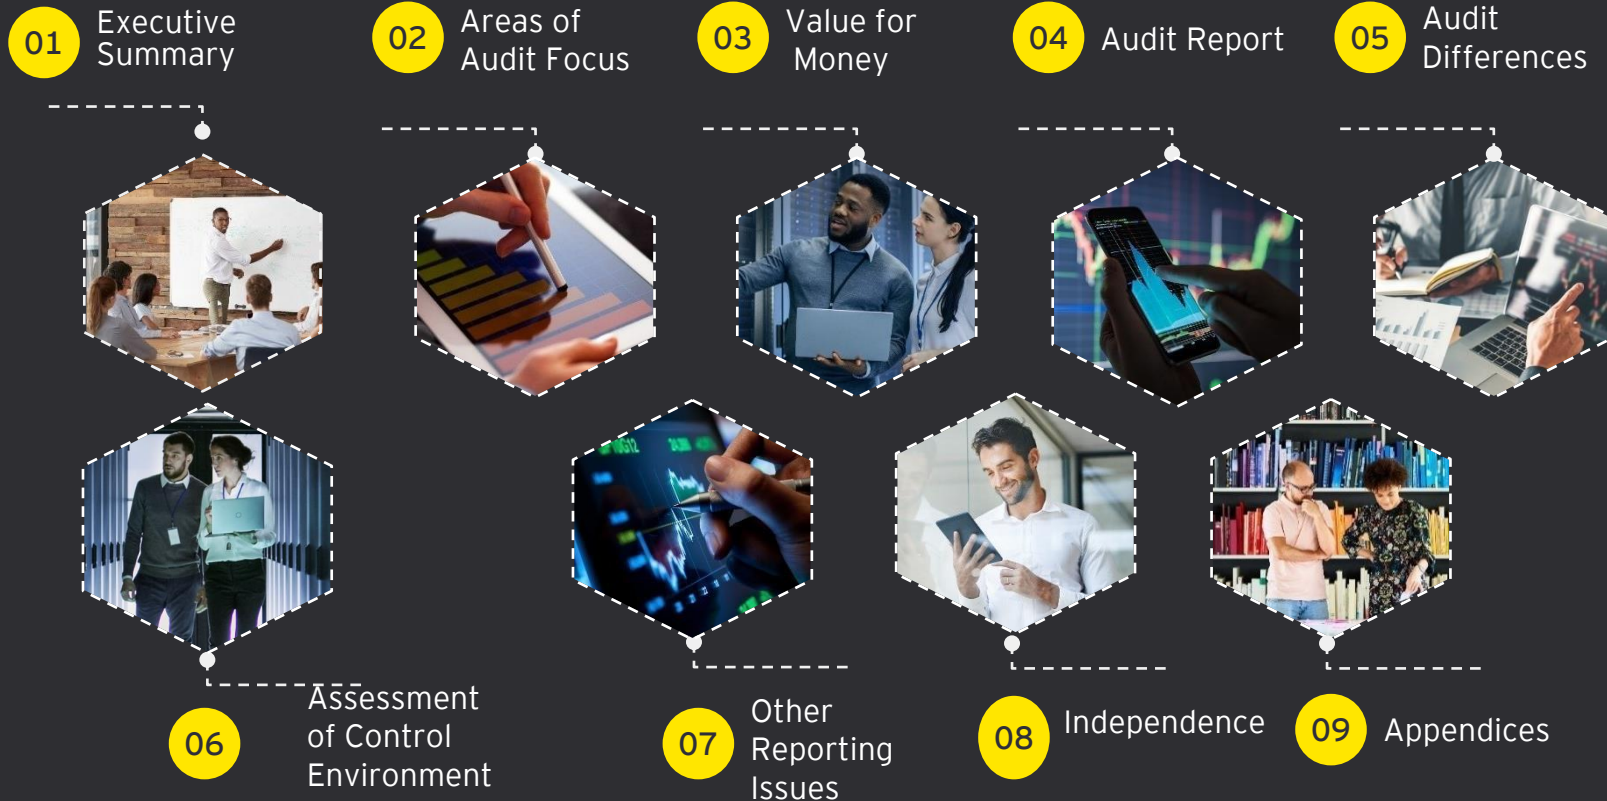 01
Executive
Summary
02
Areas of
Audit Focus
03
Value for
Money
04
Audit Report
05
Audit
Differences
06
Assessment
of Control
Environment
07
Other
Reporting
Issues
08
Independence
09
Appendices